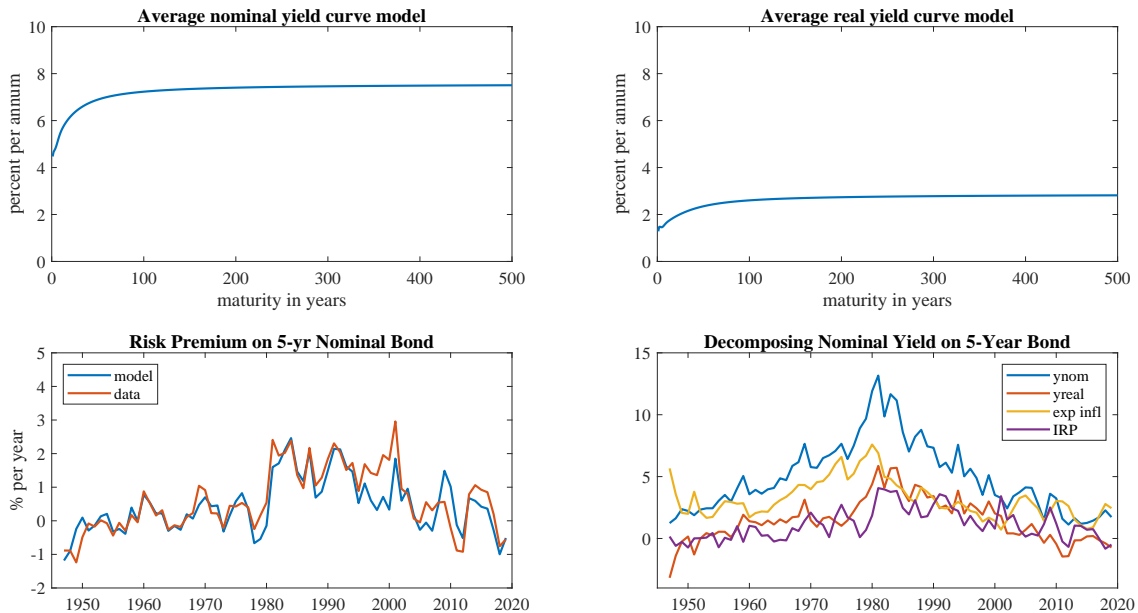 Average nominal yield curve model
10
8
6
4
2
0
percent per annum
0 100 200 300 400 500
maturity in years
Average real yield curve model
10
8
6
4
2
0
percent per annum
0 100 200 300 400 500
maturity in years
Risk Premium on 5-yr Nominal Bond
5
4
3
2
1
0
-1
-2
% per year
model
data
1950 1960 1970 1980 1990 2000 2010 2020
Decomposing Nominal Yield on 5-Year Bond
15
10
5
0
ynom
yreal
exp infl
IRP
1950 1960 1970 1980 1990 2000 2010 2020